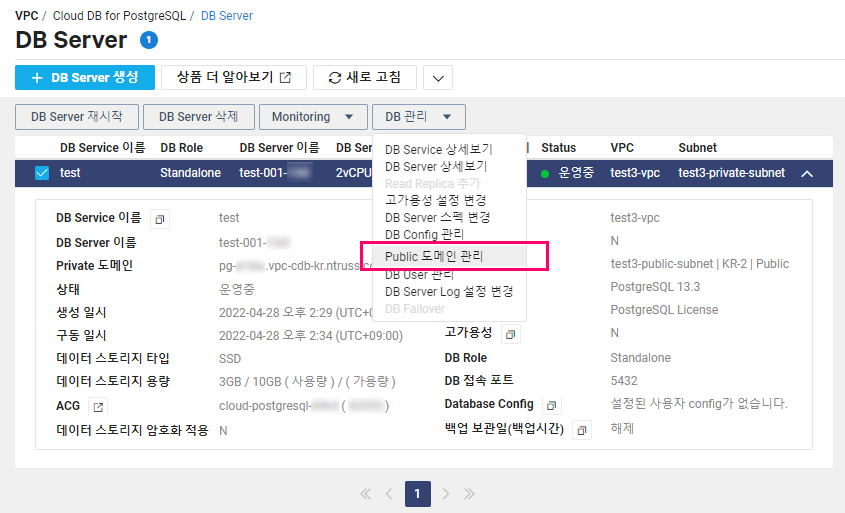 VPC / Cloud DB for PostgreSQL / DB Server
DB Server 1
+ DB Server 생성 상품 더 알아보기 새로 고침
DB Server 재시작 DB Server 삭제 Monitoring DB 관리
DB Service 이름 DB Role DB Server 이름 DB Ser Status VPC Subnet
test Standalone test-001- 2vCPU 운영중 test3-vpc test3-private-subnet
DB Service 상세보기
DB Server 상세보기
Read Replica 추가
고가용성 설정 변경
DB Server 스펙 변경
DB Config 관리
Public 도메인 관리
DB User 관리
DB Server Log 설정 변경
DB Failover
DB Service 이름 test test3-vpc
DB Server 이름 test-001- N
Private 도메인 pg- .vpc-cdb-kr.ntruss.c test3-public-subnet | KR-2 | Public
상태 운영중 PostgreSQL 13.3
생성 일시 2022-04-28 오후 2:29 (UTC+0 PostgreSQL License
구동 일시 2022-04-28 오후 2:34 (UTC+09:00) 고가용성 N
데이터 스토리지 타입 SSD DB Role Standalone
데이터 스토리지 용량 3GB / 10GB ( 사용량 ) / ( 가용량 ) DB 접속 포트 5432
ACG cloud-postgresql- ( ) Database Config 설정된 사용자 config가 없습니다.
데이터 스토리지 암호화 적용 N 백업 보관일(백업시간) 해제
1